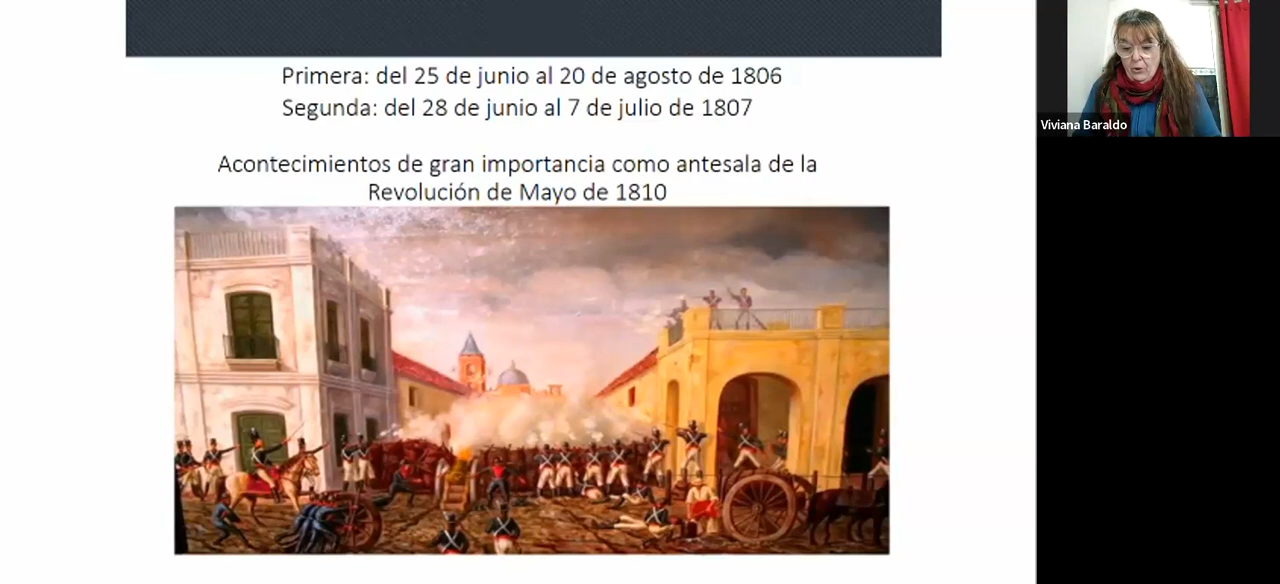 Primera: del 25 de junio al 20 de agosto de 1806
Segunda: del 28 de junio al 7 de julio de 1807
Acontecimientos de gran importancia como antesala de la
Revolución de Mayo de 1810
Viviana Baraldo